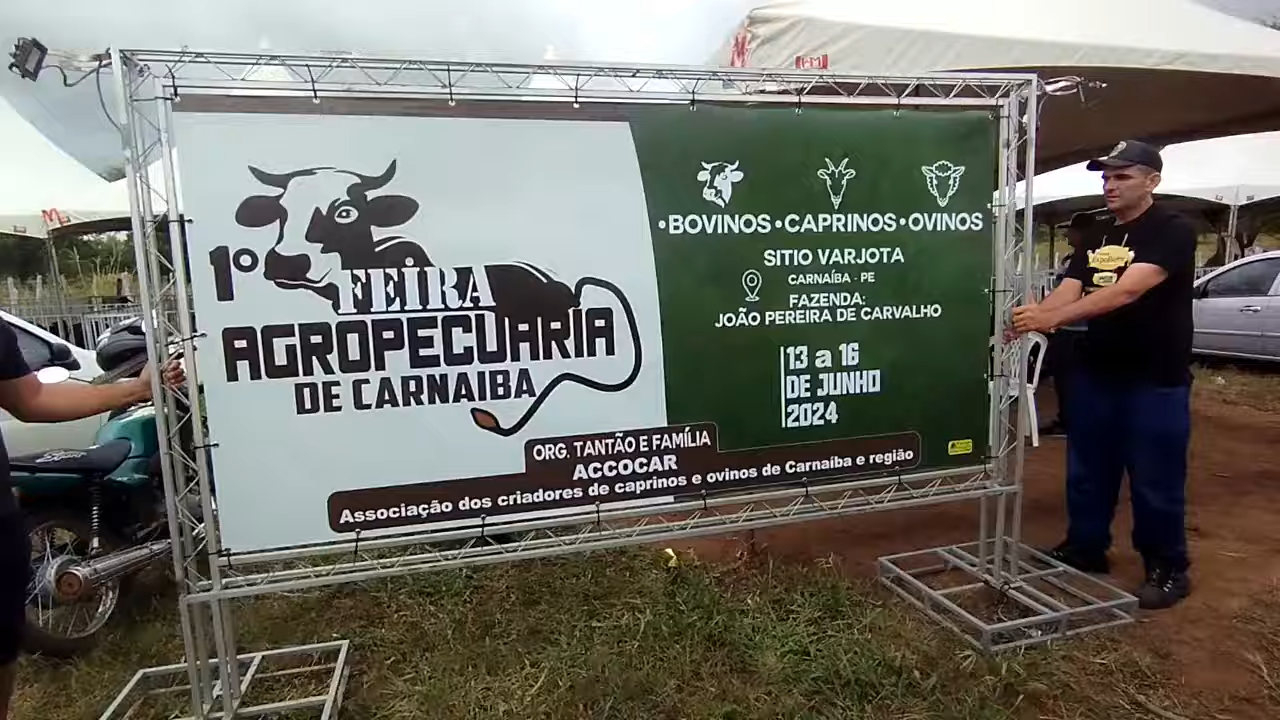 1º
FEIRA
AGROPECUARIA
DE CARNAIBA
•BOVINOS•CAPRINOS•OVINOS
SITIO VARJOTA
CARNAÍBA - PE
FAZENDA:
JOÃO PEREIRA DE CARVALHO
13 a 16
DE JUNHO
2024
ORG. TANTÃO E FAMÍLIA
ACCOCAR
Associação dos criadores de caprinos e ovinos de Carnaíba e região